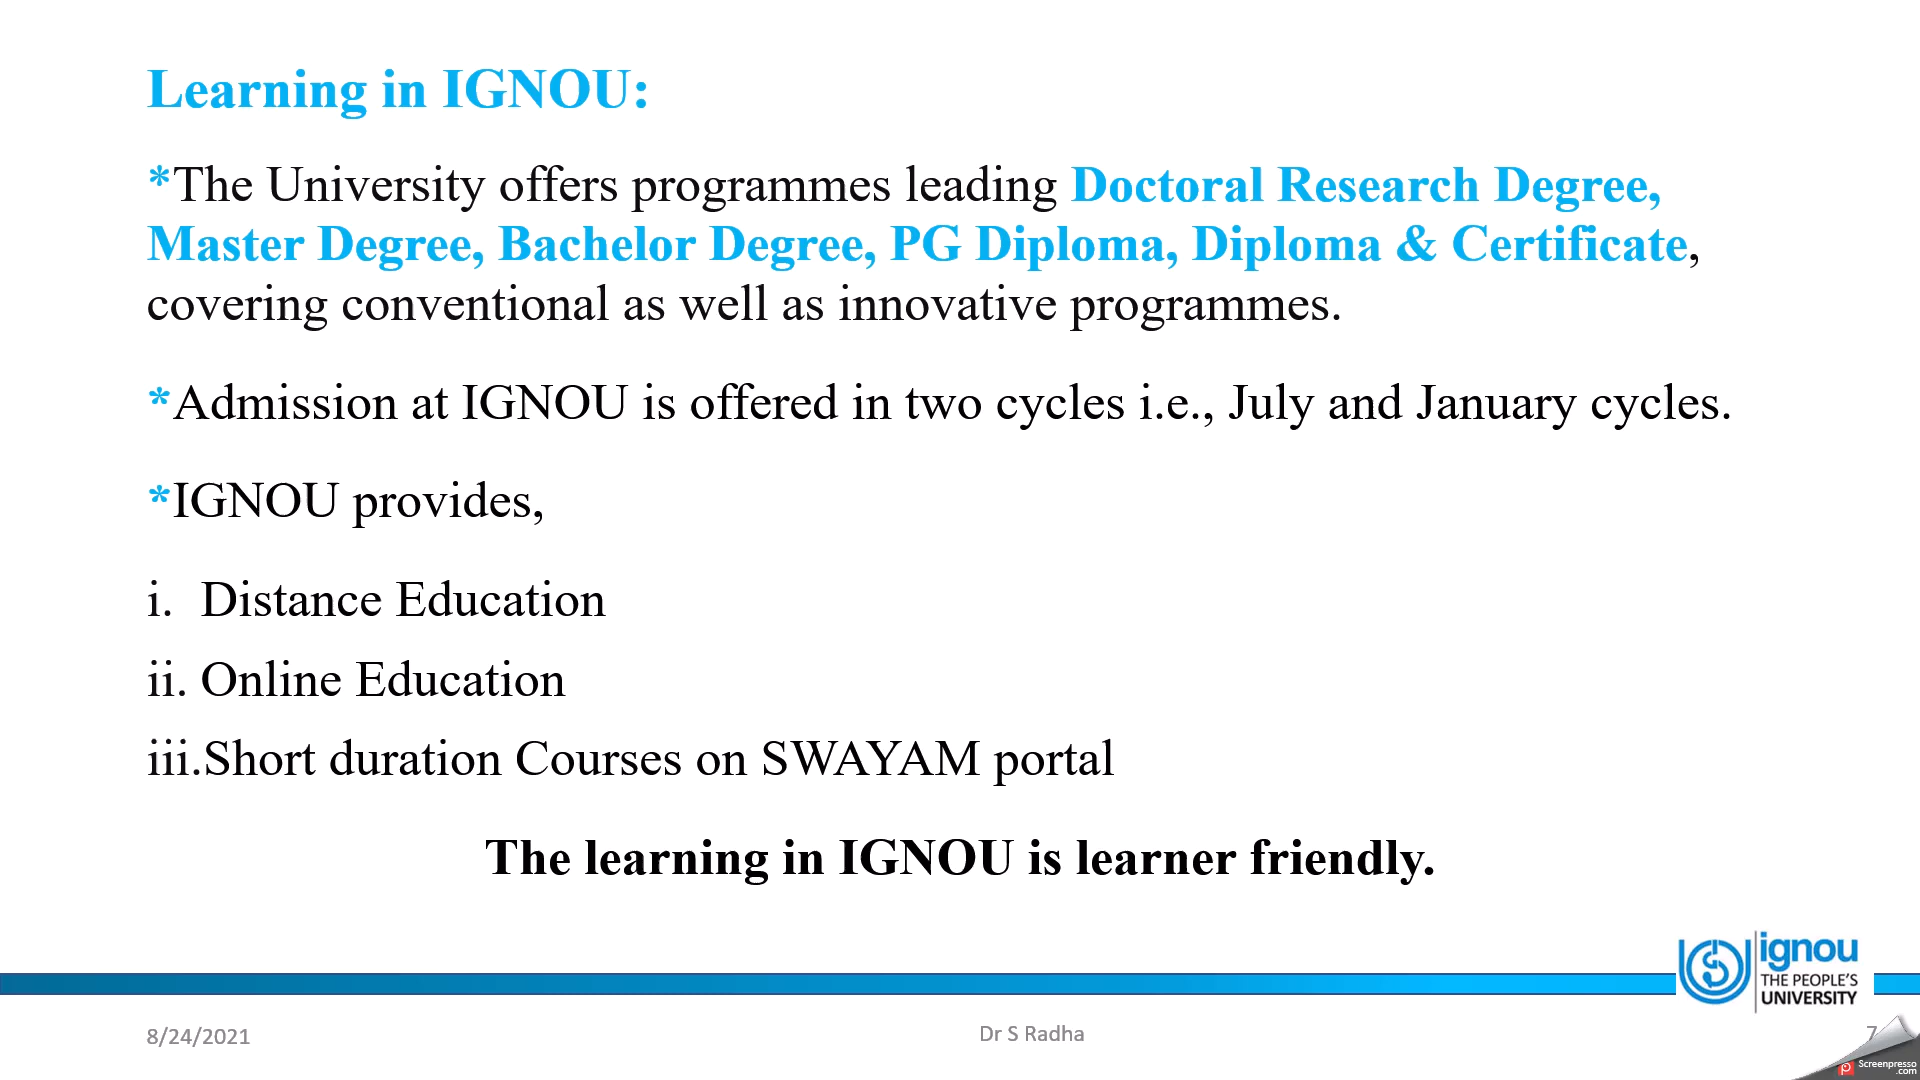 Learning in IGNOU:
*The University offers programmes leading Doctoral Research Degree,
Master Degree, Bachelor Degree, PG Diploma, Diploma & Certificate,
covering conventional as well as innovative programmes.
*Admission at IGNOU is offered in two cycles i.e., July and January cycles.
*IGNOU provides,
i. Distance Education
ii. Online Education
iii.Short duration Courses on SWAYAM portal
The learning in IGNOU is learner friendly.
ignou
THE PEOPLE'S
UNIVERSITY
8/24/2021
Dr S Radha
7
Screenpresso
.com